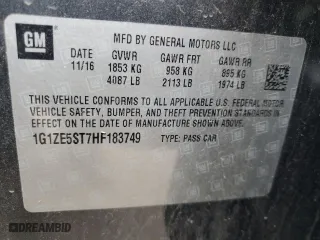 GM
MFD BY GENERAL MOTORS LLC
DATE GVWR GAWR FRT GAWR RR
11/16 1853 KG 958 KG 895 KG
4087 LB 2113 LB 1974 LB
THIS VEHICLE CONFORMS TO ALL APPLICABLE U.S. FEDERAL MOTOR
VEHICLE SAFETY, BUMPER, AND THEFT PREVENTION STANDARDS IN
EFFECT ON THE DATE OF MANUFACTURE SHOWN ABOVE.
1G1ZE5ST7HF183749 TYPE: PASS CAR
© DREAMBID.COM